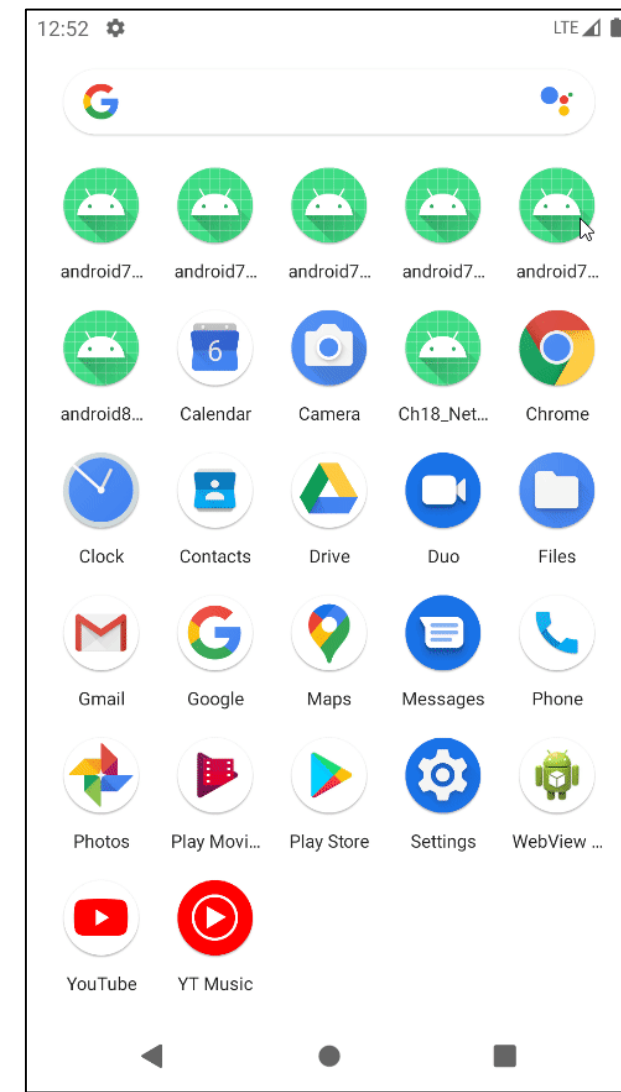 12:52 LTE
G
android7... android7... android7... android7... android7...
6
android8... Calendar Camera Ch18_Net... Chrome
Clock Contacts Drive Duo Files
G
Gmail Google Maps Messages Phone
Photos Play Movi... Play Store Settings WebView ...
YouTube YT Music